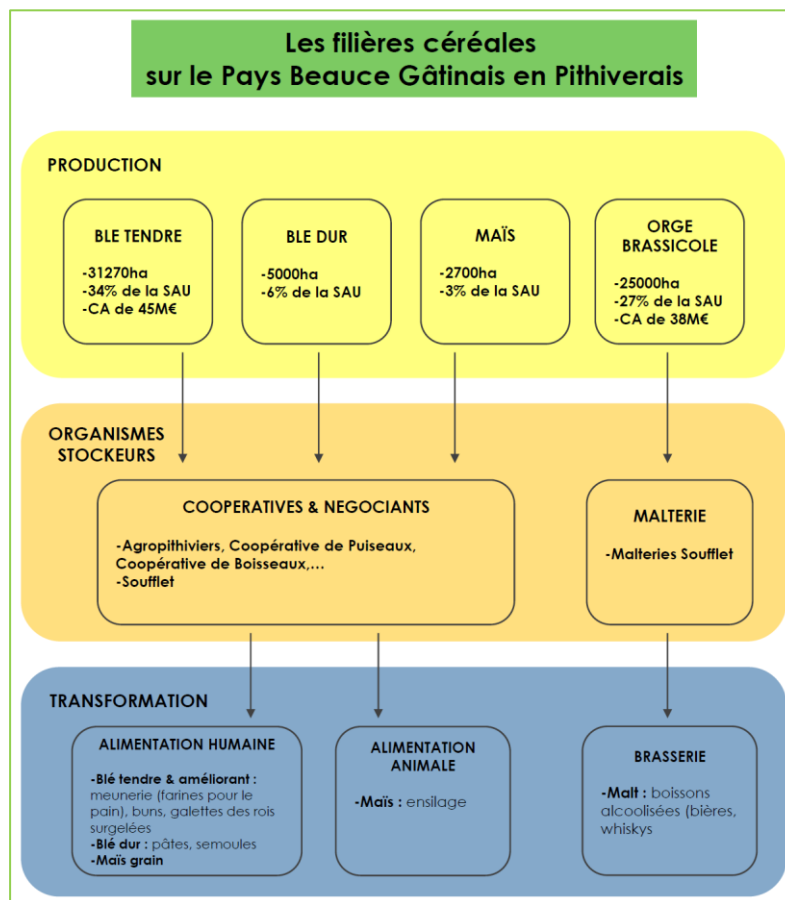 Les filières céréales
sur le Pays Beauce Gâtinais en Pithiverais
PRODUCTION
BLE TENDRE
-31270ha
-34% de la SAU
-CA de 45M€
BLE DUR
-5000ha
-6% de la SAU
MAÏS
-2700ha
-3% de la SAU
ORGE
BRASSICOLE
-25000ha
-27% de la SAU
-CA de 38M€
ORGANISMES
STOCKEURS
COOPERATIVES & NEGOCIANTS
-Agropithiviers, Coopérative de Puiseaux,
Coopérative de Boisseaux,...
-Soufflet
MALTERIE
-Malteries Soufflet
TRANSFORMATION
ALIMENTATION HUMAINE
-Blé tendre & améliorant :
meunerie (farines pour le
pain), buns, galettes des rois
surgelées
-Blé dur : pâtes, semoules
-Maïs grain
ALIMENTATION
ANIMALE
-Maïs : ensilage
BRASSERIE
-Malt : boissons
alcoolisées (bières,
whiskys